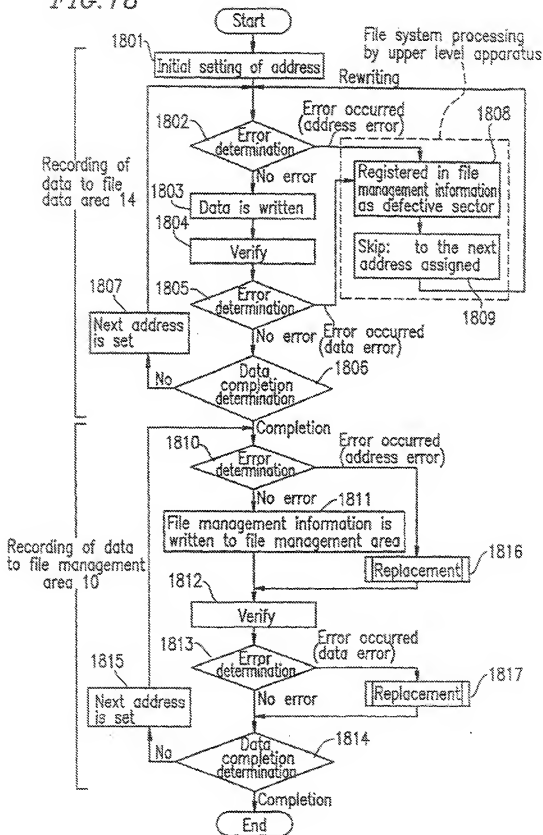 FIG. 18
Start
File system processing
by upper level apparatus
1801
Initial setting of address
Rewriting
Error occurred
(address error)
1808
1802
Error
determination
Recording of
data to file
data area 14
No error
Registered in file
management information
as defective sector
1803
Data is written
1804
Verify
Skip: to the next
address assigned
1807
1805
Error
determination
1809
Next address
is set
No error
Error occurred
(data error)
No
Data
completion
determination
1806
Completion
1810
Error
determination
Error occurred
(address error)
No error
1811
File management information is
written to file management area
Recording of data
to file management
area 10
Replacement
1816
1812
Verify
1813
Error occurred
(data error)
1815
Error
determination
Next address
is set
No error
Replacement
1817
No
Data
completion
determination
1814
Completion
End